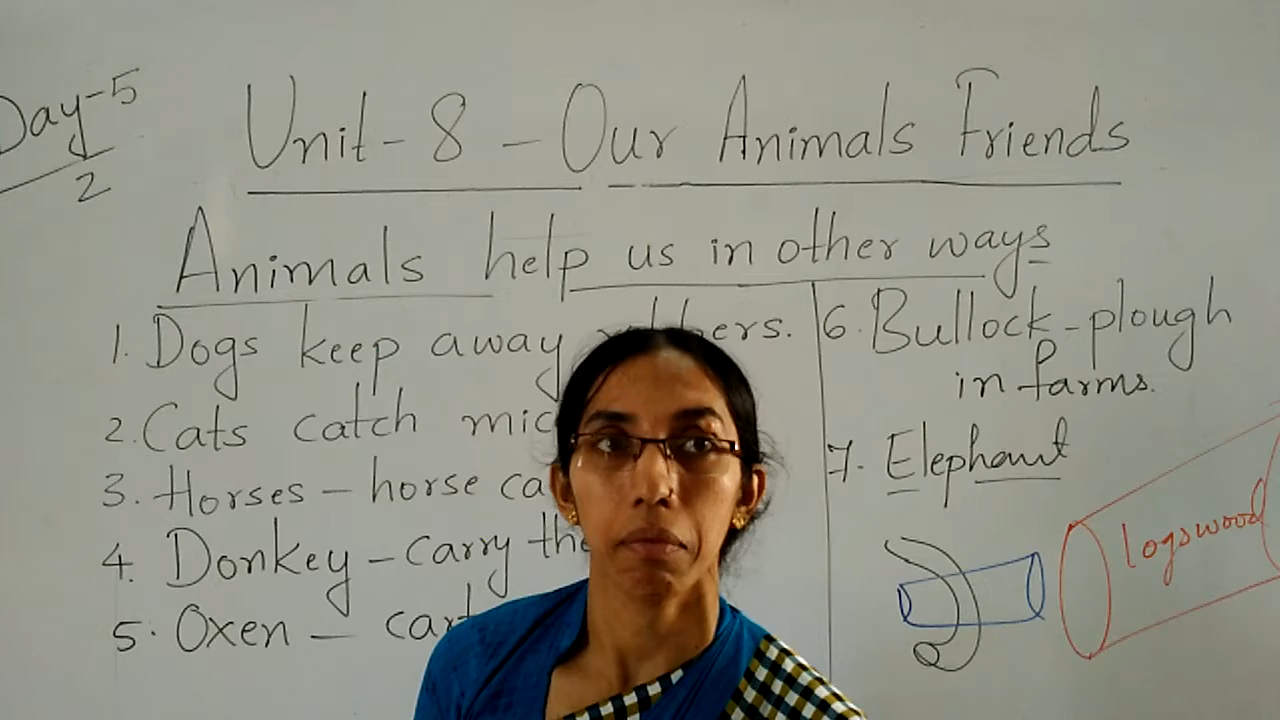 Day-5
2
Unit-8 - Our Animals Friends
Animals help us in other ways
1. Dogs keep away
2. Cats catch
3. Horses - horse
4. Donkey - carry
5. Oxen -
6. Bullock - plough
in farms.
7. Elephant
logswood